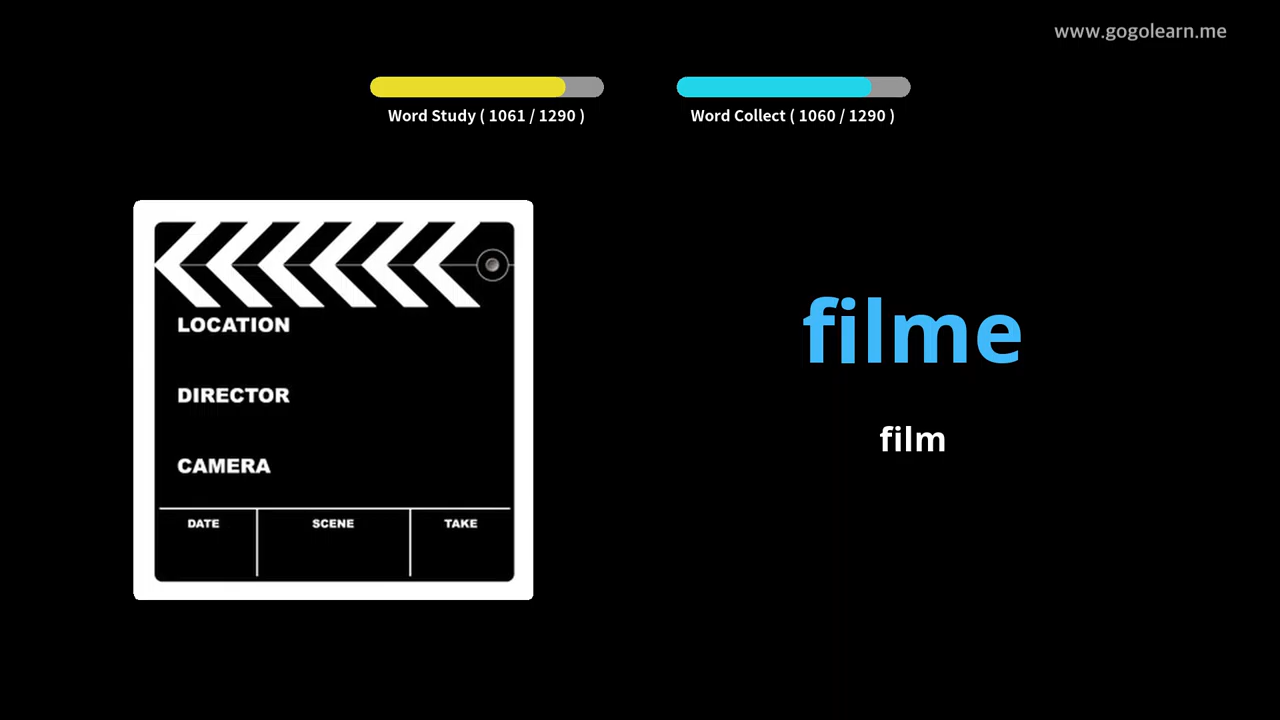 www.gogolearn.me
Word Study ( 1061 / 1290 )
Word Collect ( 1060 / 1290 )
LOCATION
DIRECTOR
CAMERA
DATE
SCENE
TAKE
filme
film